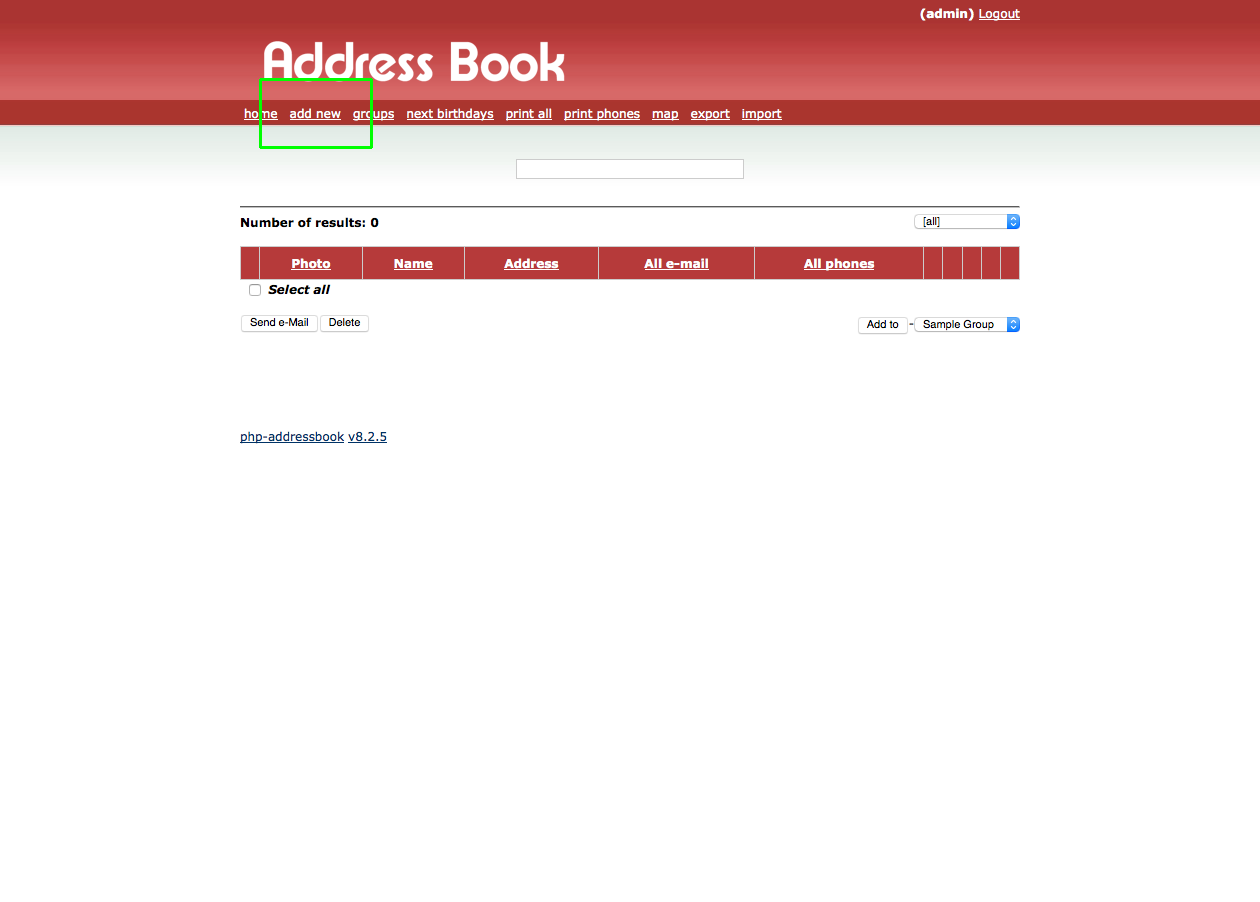 (admin) Logout
Address Book
home add new groups next birthdays print all print phones map export import
Number of results: 0 [all]
Photo Name Address All e-mail All phones
Select all
Send e-Mail Delete Add to - Sample Group
php-addressbook v8.2.5